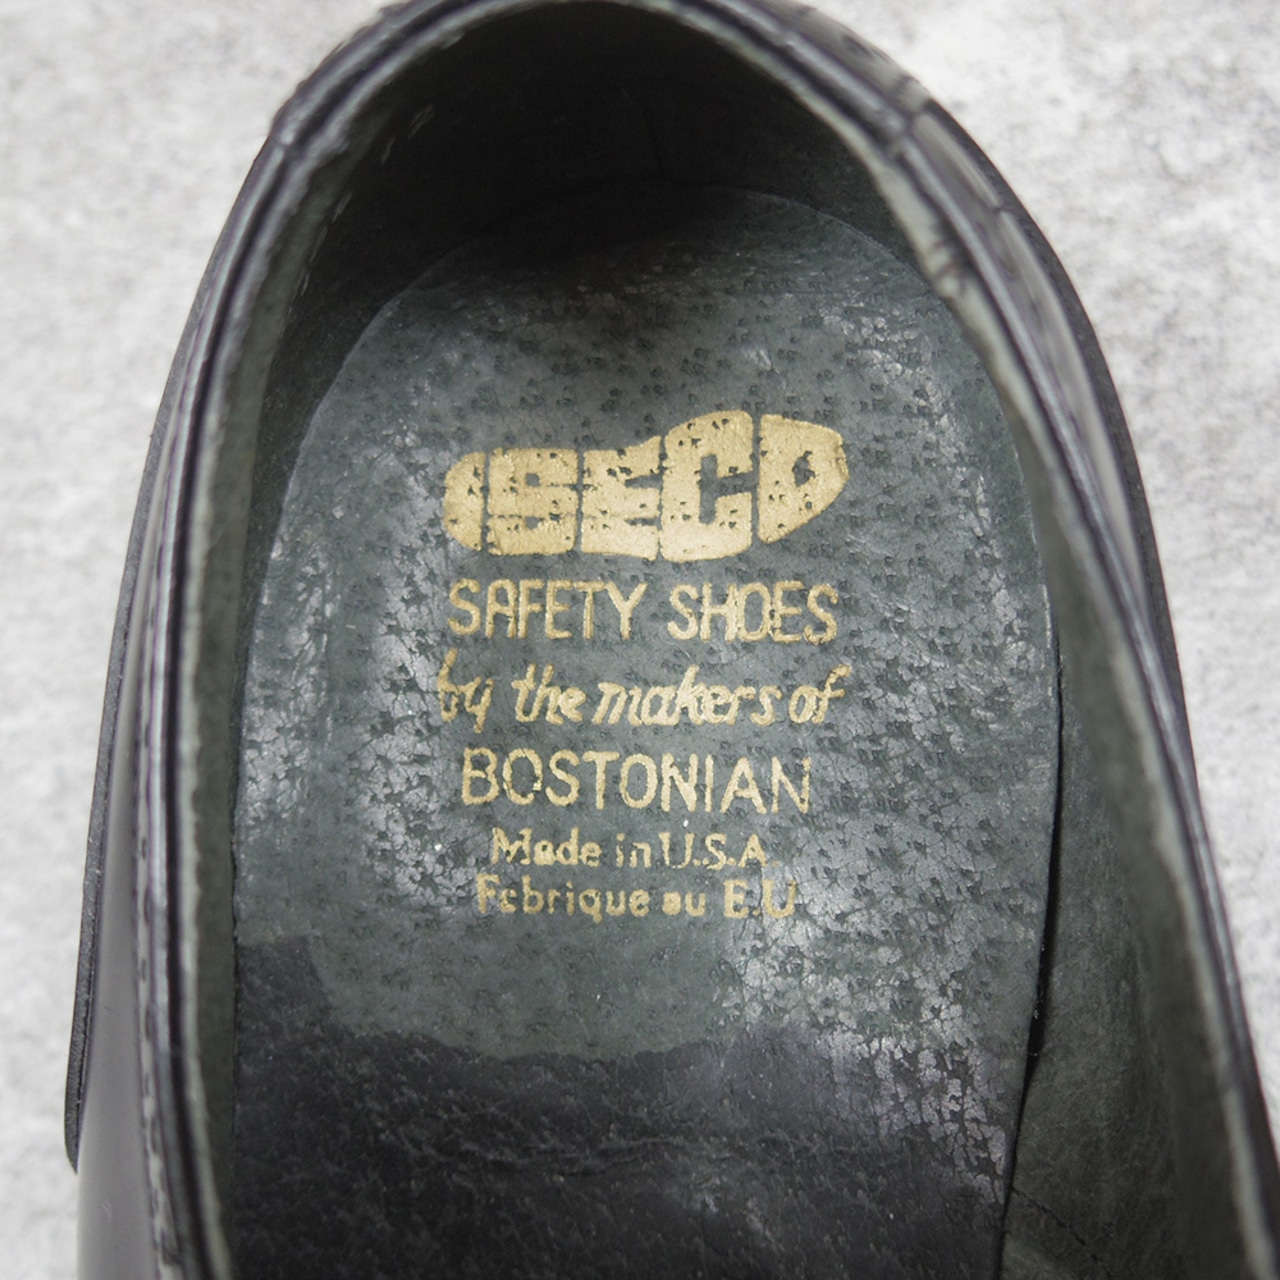 ISECO
SAFETY SHOES
by the makers of
BOSTONIAN
Made in U.S.A.
Fabrique au E.U